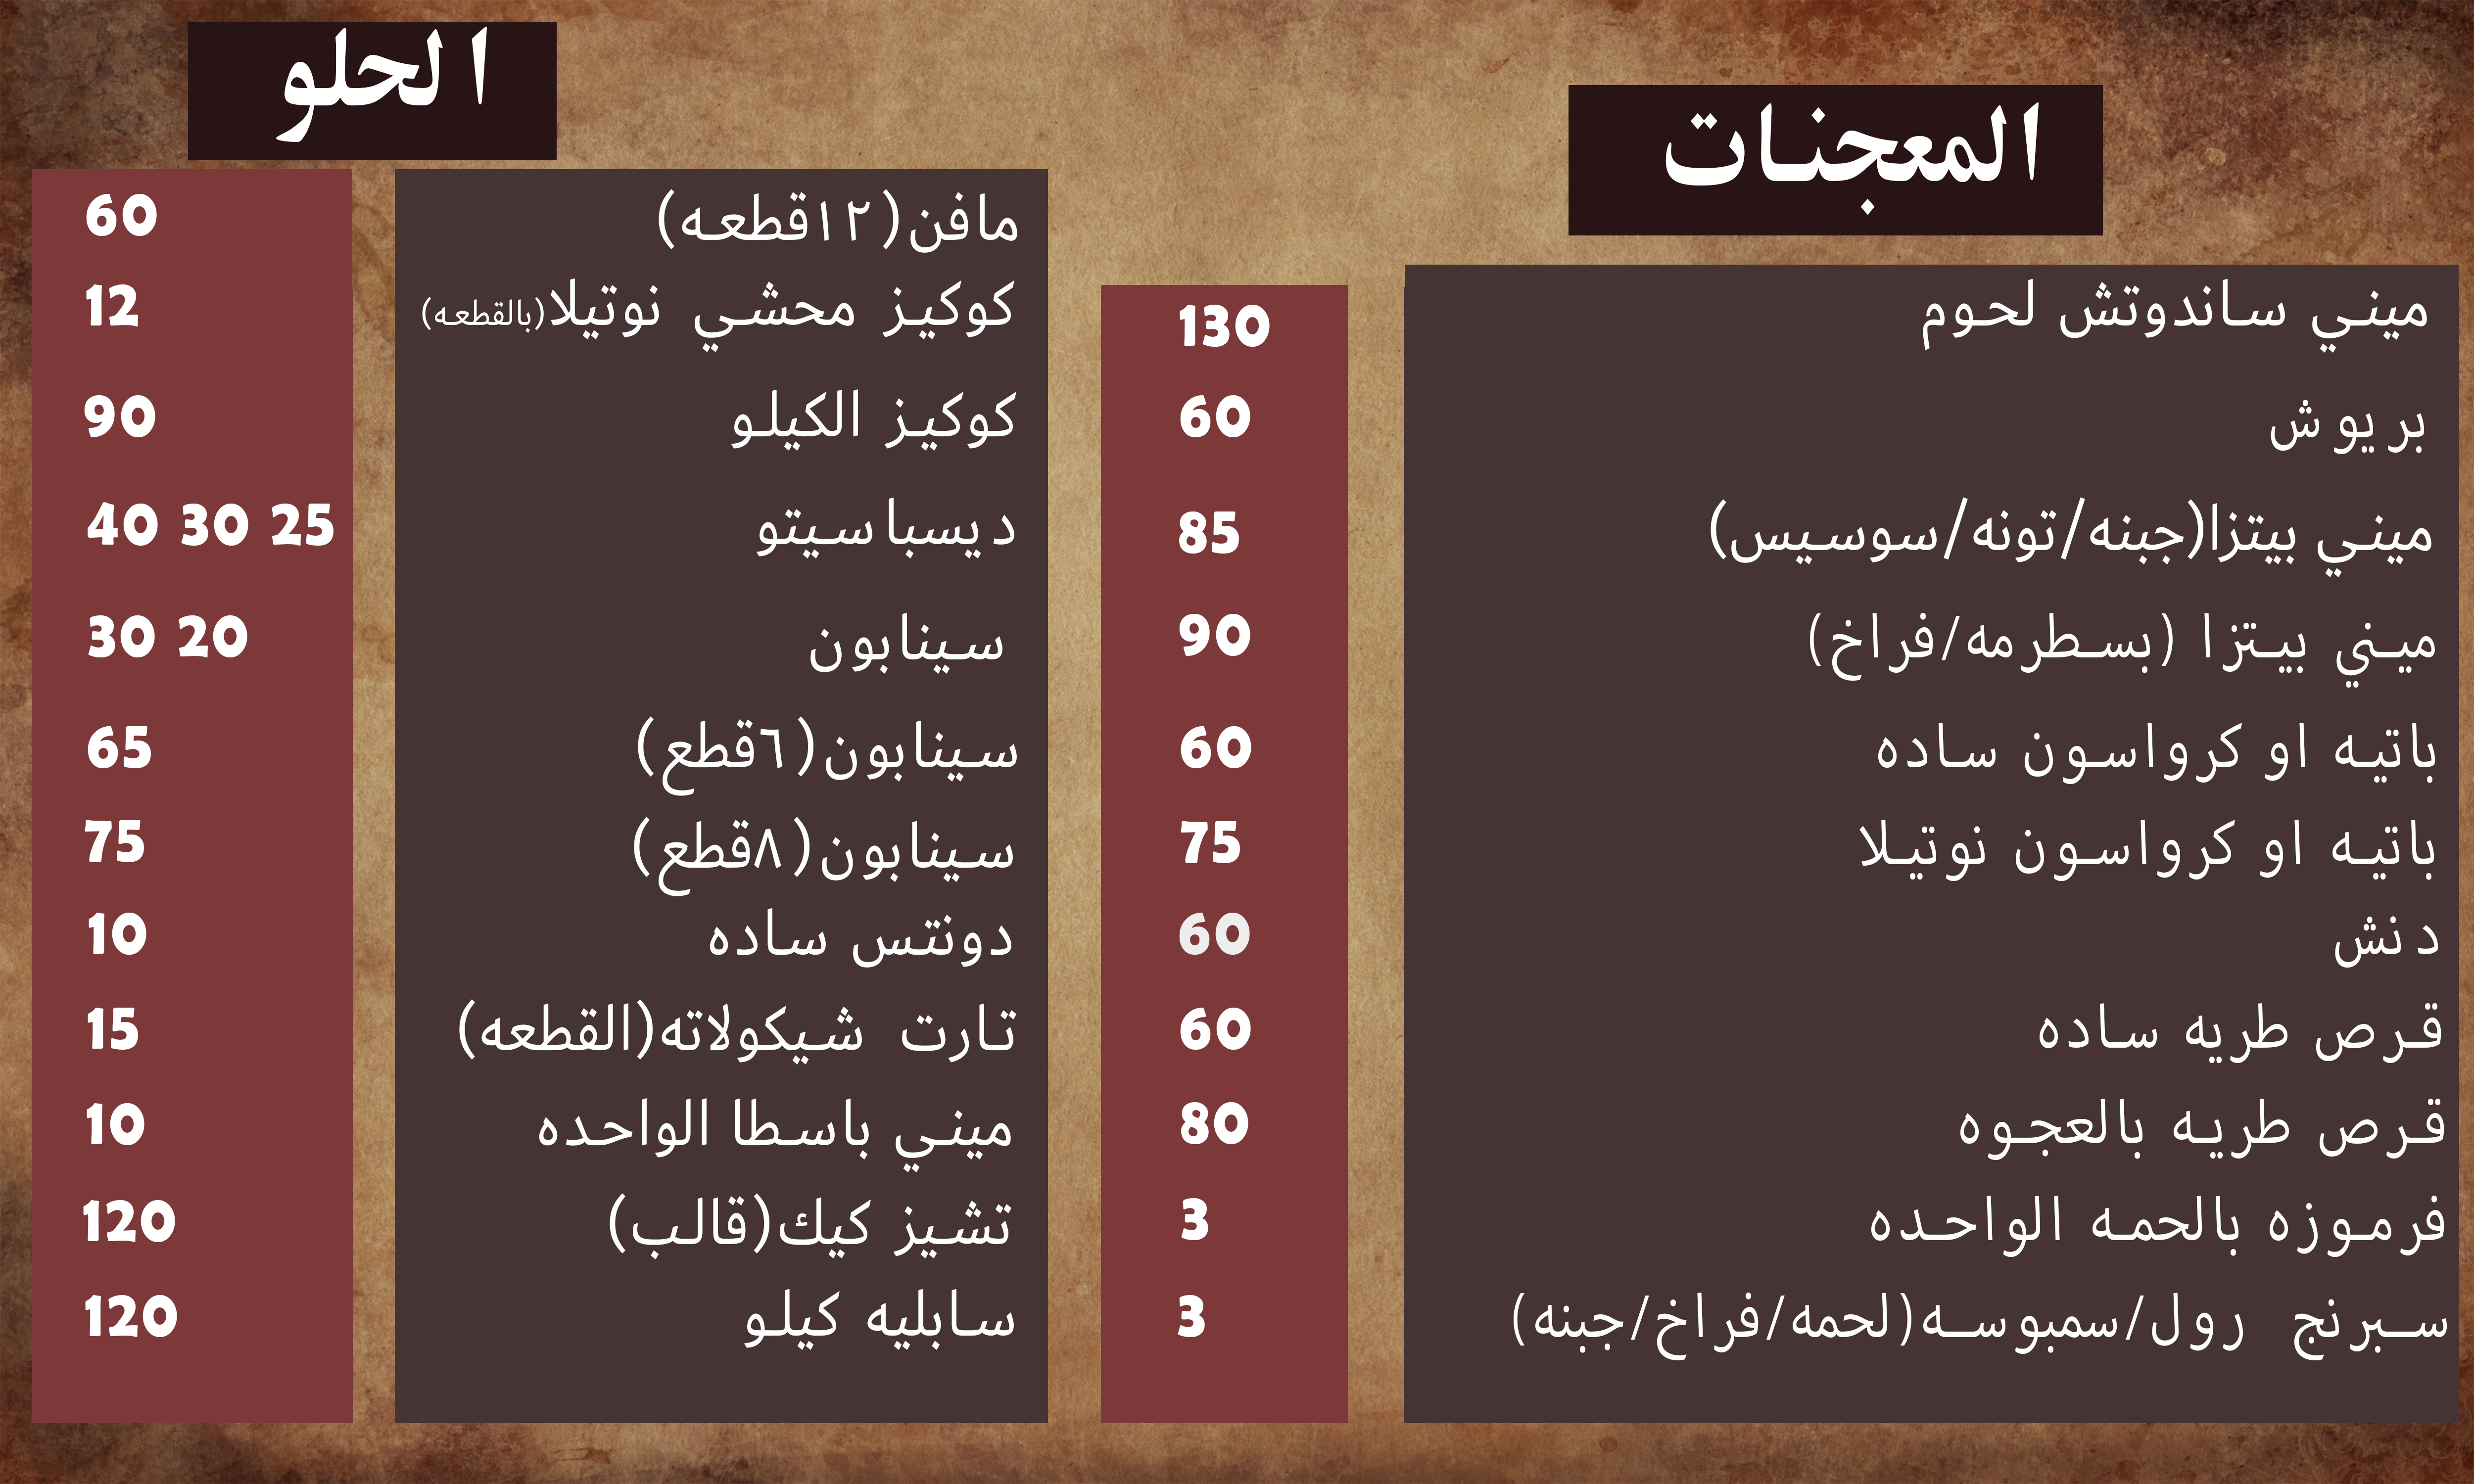 المعجنات
ميني ساندوتش لحوم 130
بريوش 60
ميني بيتزا(جبنه/تونه/سوسيس) 85
ميني بيتزا (بسطرمه/فراخ) 90
باتيه او كرواسون ساده 60
باتيه او كرواسون نوتيلا 75
دنش 60
قرص طريه ساده 60
قرص طريه بالعجوه 80
فرموزه بالحمه الواحده 3
سبرنج رول/سمبوسه(لحمه/فراخ/جبنه) 3
الحلو
مافن(١٢قطعه) 60
كوكيز محشي نوتيلا(بالقطعه) 12
كوكيز الكيلو 90
ديسباسيتو 40 30 25
سينابون 30 20
سينابون(٦قطع) 65
سينابون(٨قطع) 75
دونتس ساده 10
تارت شيكولاته(القطعه) 15
ميني باسطا الواحده 10
تشيز كيك(قالب) 120
سابليه كيلو 120